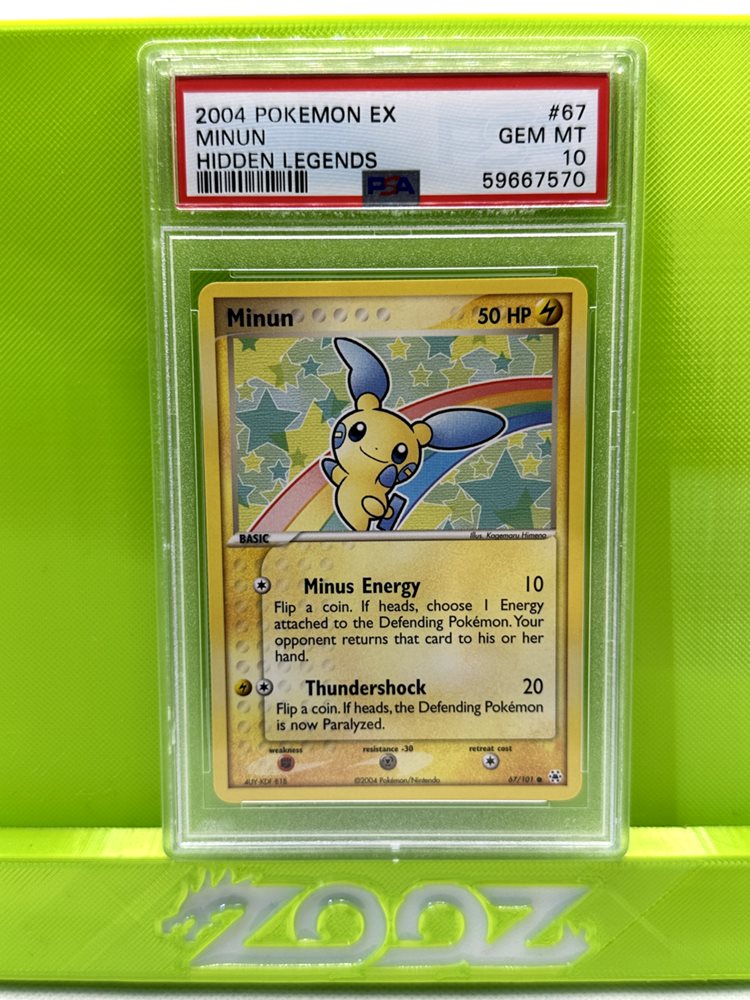 2004 POKEMON EX #67
MINUN GEM MT
HIDDEN LEGENDS 10
PSA 59667570
Minun 50 HP
BASIC Illus. Kagemaru Himeno
Minus Energy 10
Flip a coin. If heads, choose 1 Energy
attached to the Defending Pokémon. Your
opponent returns that card to his or her
hand.
Thundershock 20
Flip a coin. If heads, the Defending Pokémon
is now Paralyzed.
weakness resistance -30 retreat cost
4UY-KDF-81B ©2004 Pokémon/Nintendo 67/101
ZOOZ